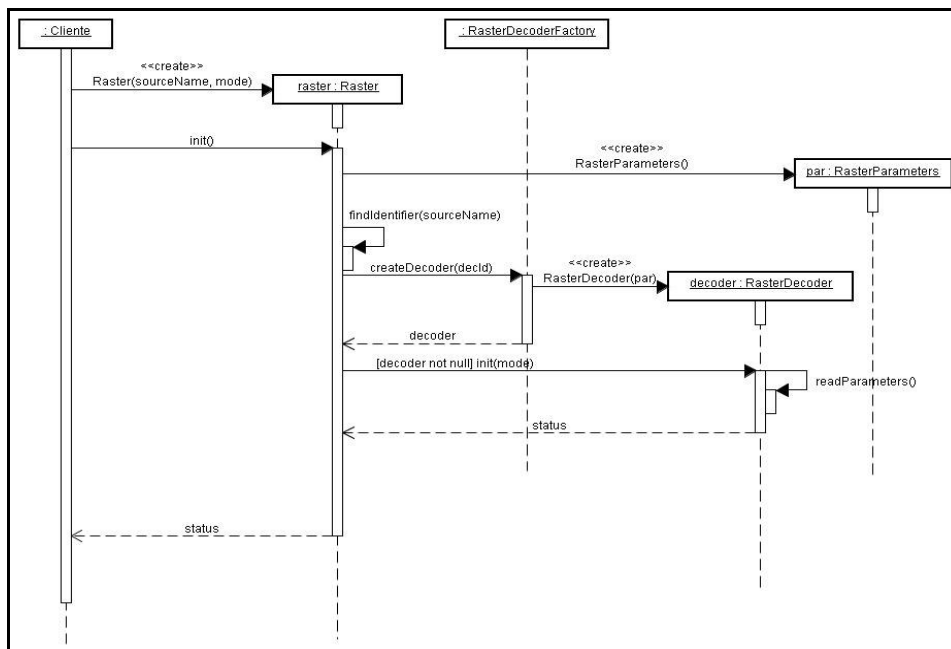 : Cliente
: RasterDecoderFactory
<<create>>
Raster(sourceName, mode)
raster : Raster
init()
<<create>>
RasterParameters()
par : RasterParameters
findIdentifier(sourceName)
createDecoder(decId)
<<create>>
RasterDecoder(par)
decoder : RasterDecoder
decoder
[decoder not null] init(mode)
readParameters()
status
status